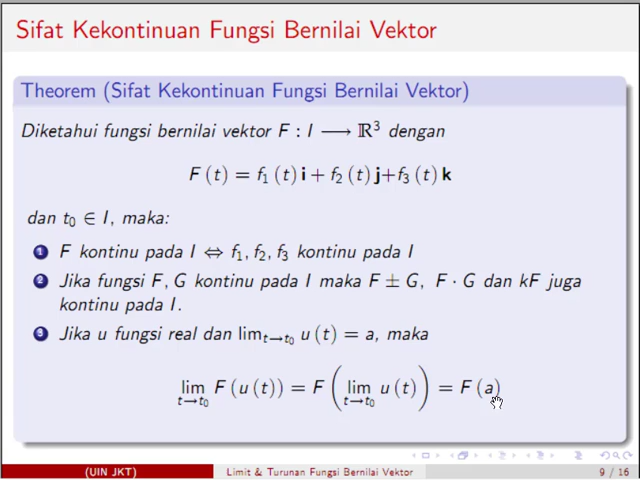 Sifat Kekontinuan Fungsi Bernilai Vektor
Theorem (Sifat Kekontinuan Fungsi Bernilai Vektor)
Diketahui fungsi bernilai vektor F : I ⟶ ℝ³ dengan
F (t) = f₁ (t) i + f₂ (t) j+f₃ (t) k
dan t₀ ∈ I, maka:
1 F kontinu pada I ⇔ f₁, f₂, f₃ kontinu pada I
2 Jika fungsi F, G kontinu pada I maka F ± G, F · G dan kF juga
kontinu pada I.
3 Jika u fungsi real dan lim_{t→t₀} u (t) = a, maka
lim_{t→t₀} F (u (t)) = F ( lim_{t→t₀} u (t) ) = F (a)
(UIN JKT) Limit & Turunan Fungsi Bernilai Vektor 9 / 16